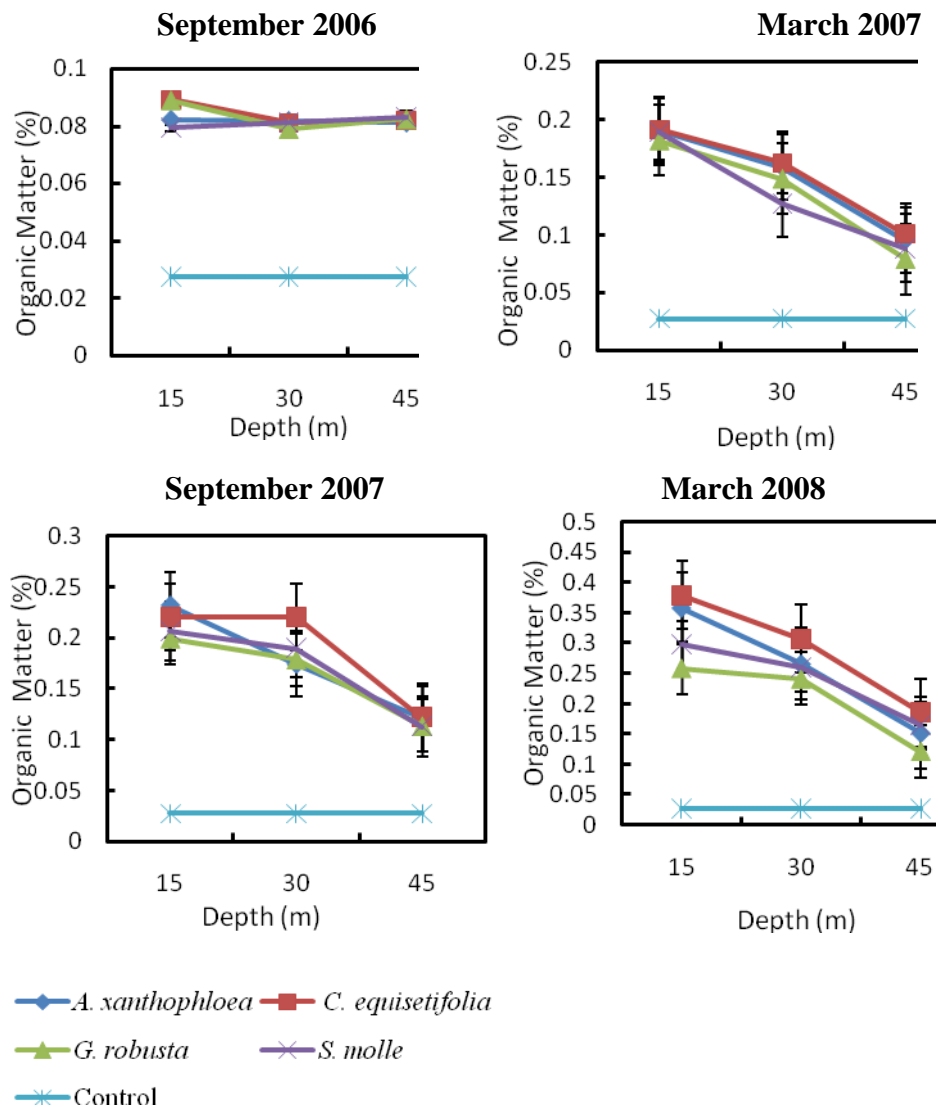 September 2006
March 2007
0.1
0.08
0.06
0.04
0.02
0
Organic Matter (%)
15
30
45
Depth (m)
0.25
0.2
0.15
0.1
0.05
0
Organic Matter (%)
15
30
45
Depth (m)
September 2007
March 2008
0.3
0.25
0.2
0.15
0.1
0.05
0
Organic Matter (%)
15
30
45
Depth (m)
0.5
0.45
0.4
0.35
0.3
0.25
0.2
0.15
0.1
0.05
0
Organic Matter (%)
15
30
45
Depth (m)
A. xanthophloea
C. equisetifolia
G. robusta
S. molle
Control